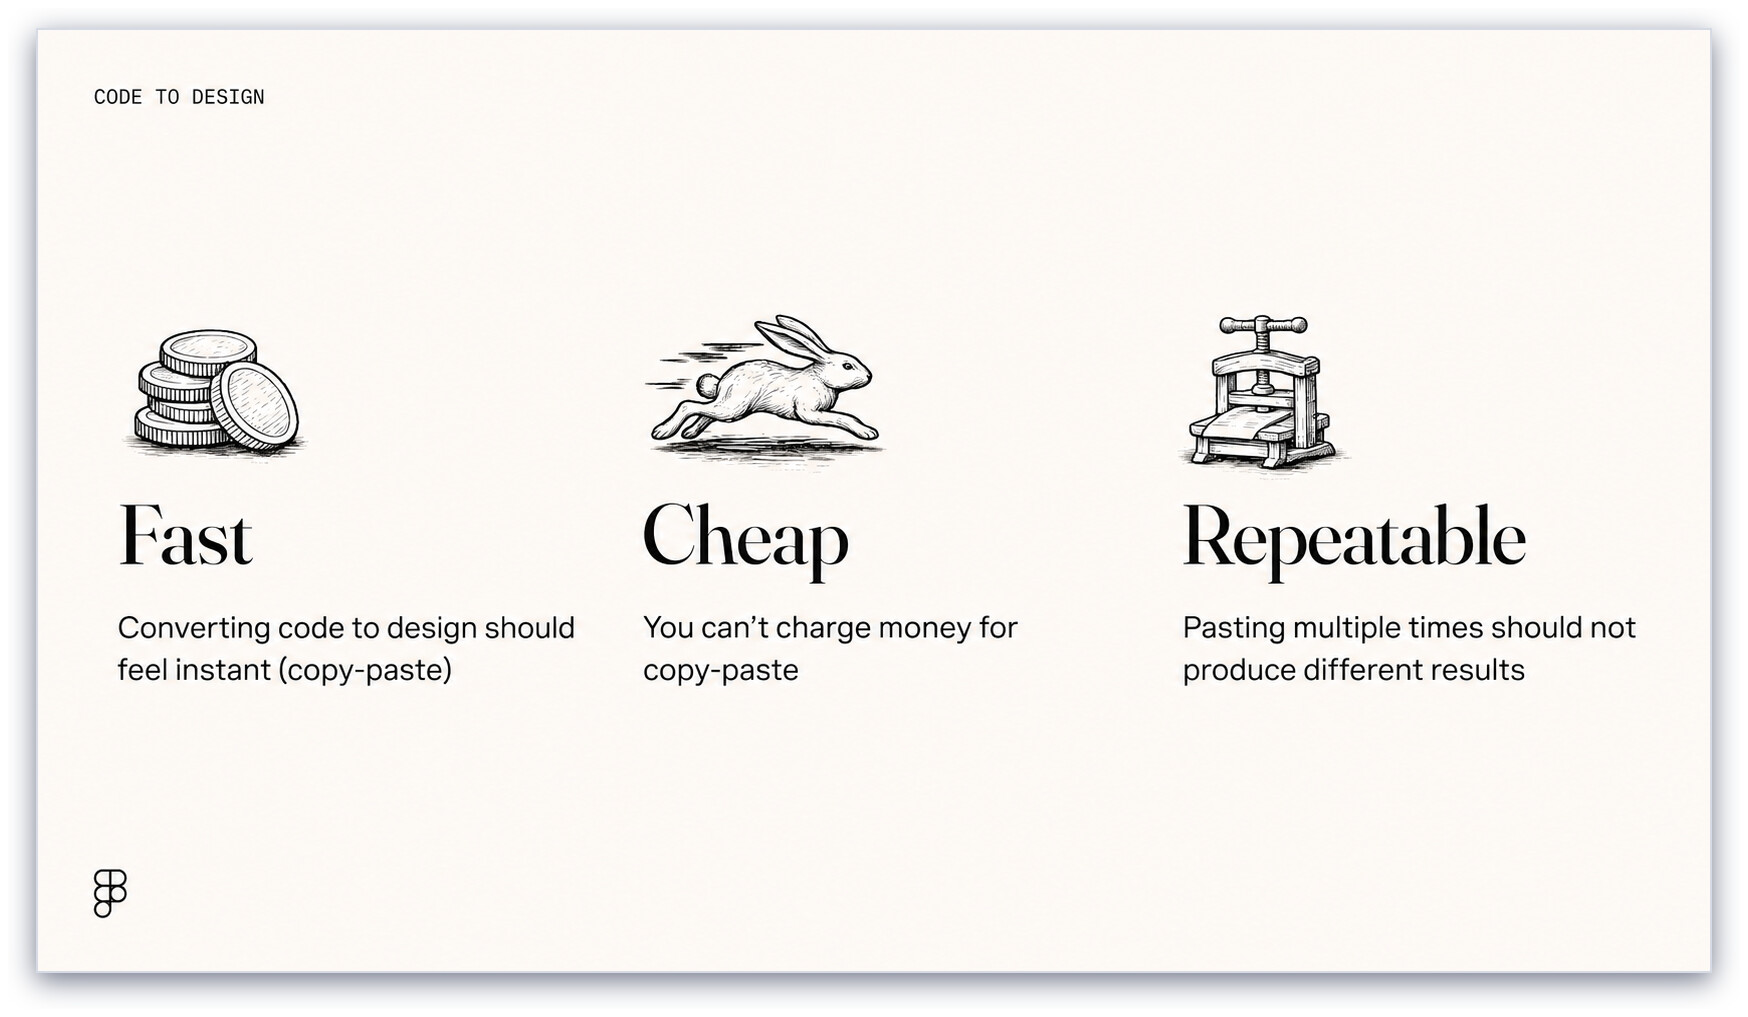 CODE TO DESIGN
Fast
Converting code to design should
feel instant (copy-paste)
Cheap
You can’t charge money for
copy-paste
Repeatable
Pasting multiple times should not
produce different results